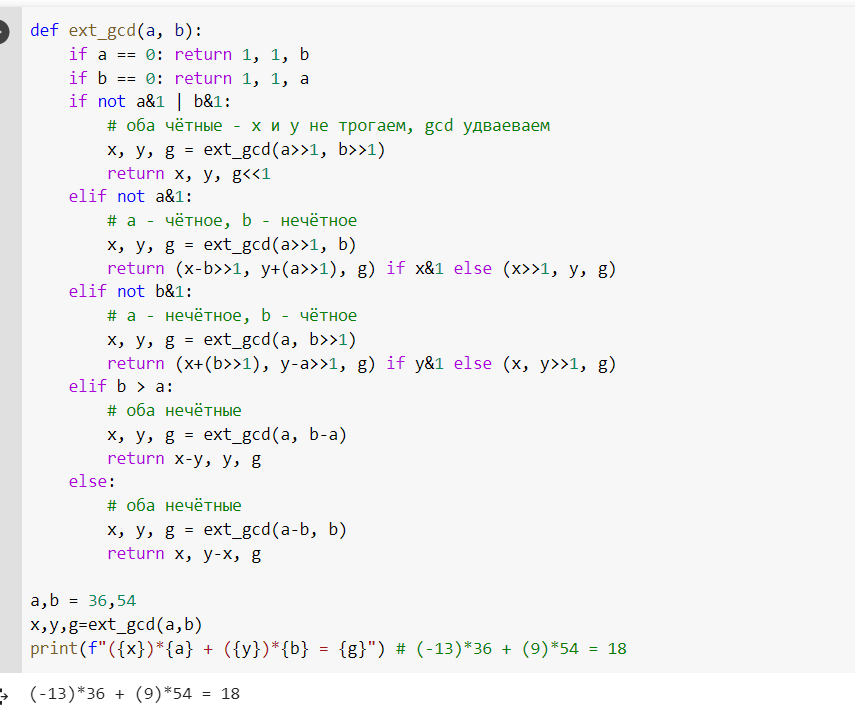 def ext_gcd(a, b):
    if a == 0: return 1, 1, b
    if b == 0: return 1, 1, a
    if not a&1 | b&1:
        # оба чётные - x и y не трогаем, gcd удваеваем
        x, y, g = ext_gcd(a>>1, b>>1)
        return x, y, g<<1
    elif not a&1:
        # a - чётное, b - нечётное
        x, y, g = ext_gcd(a>>1, b)
        return (x-b>>1, y+(a>>1), g) if x&1 else (x>>1, y, g)
    elif not b&1:
        # a - нечётное, b - чётное
        x, y, g = ext_gcd(a, b>>1)
        return (x+(b>>1), y-a>>1, g) if y&1 else (x, y>>1, g)
    elif b > a:
        # оба нечётные
        x, y, g = ext_gcd(a, b-a)
        return x-y, y, g
    else:
        # оба нечётные
        x, y, g = ext_gcd(a-b, b)
        return x, y-x, g
a,b = 36,54
x,y,g=ext_gcd(a,b)
print(f"({x})*{a} + ({y})*{b} = {g}") # (-13)*36 + (9)*54 = 18
(-13)*36 + (9)*54 = 18